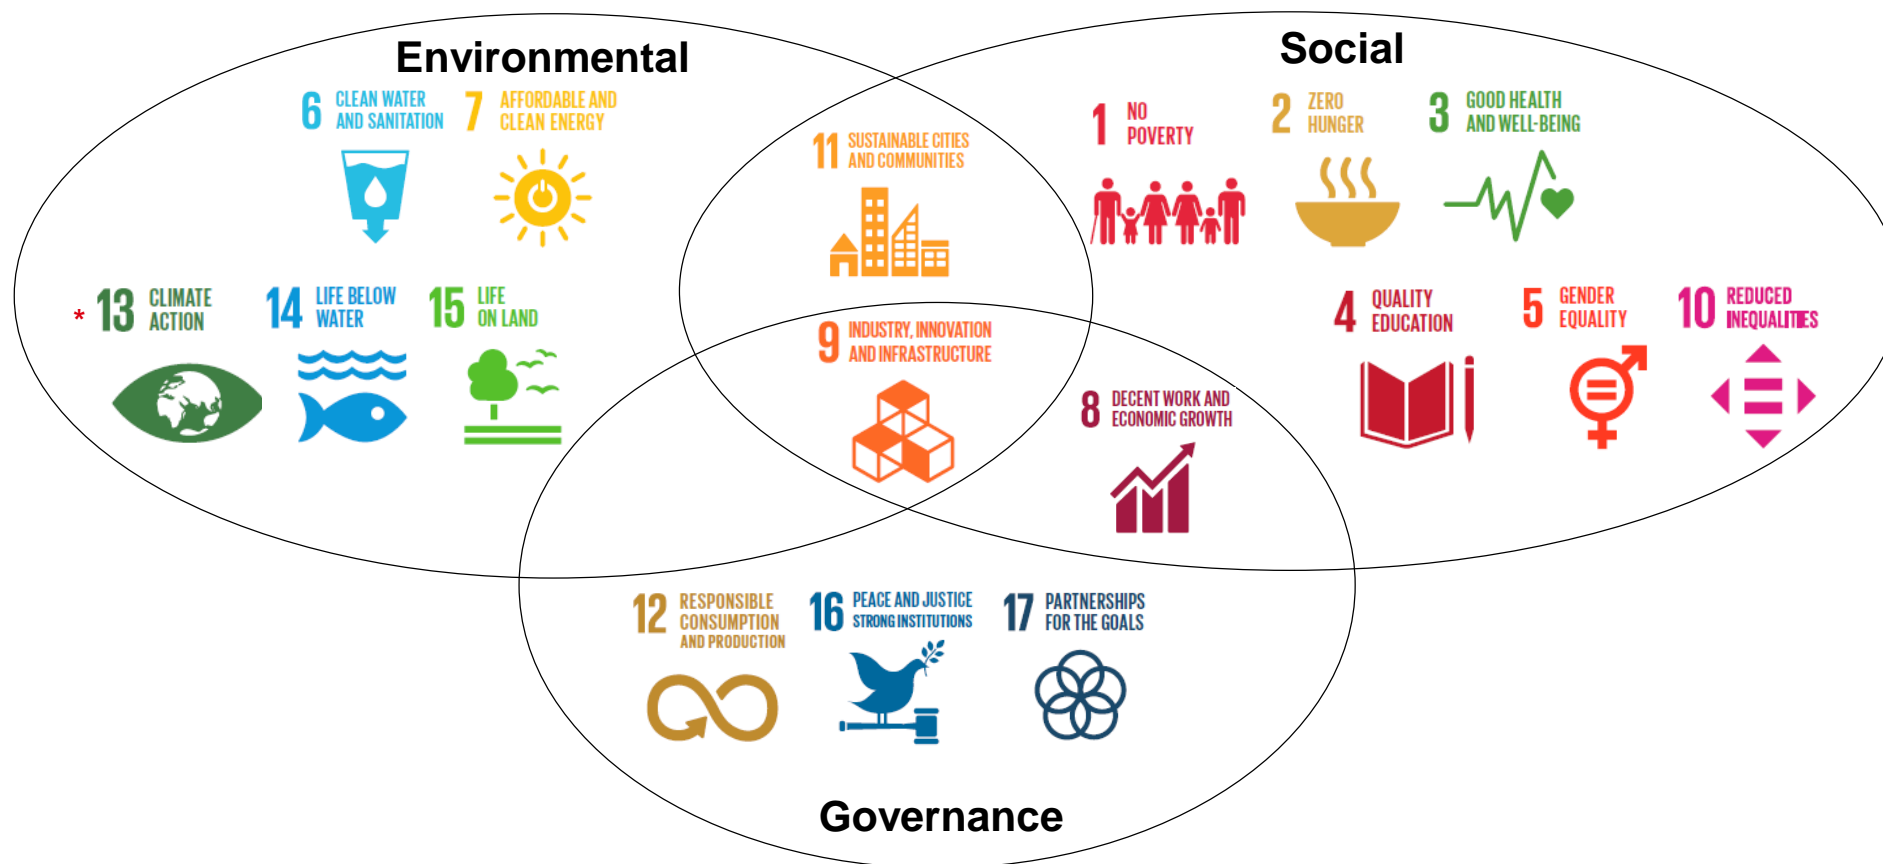 Environmental
Social
6 CLEAN WATER
AND SANITATION
7 AFFORDABLE AND
CLEAN ENERGY
11 SUSTAINABLE CITIES
AND COMMUNITIES
1 NO
POVERTY
2 ZERO
HUNGER
3 GOOD HEALTH
AND WELL-BEING
* 13 CLIMATE
ACTION
14 LIFE BELOW
WATER
15 LIFE
ON LAND
9 INDUSTRY, INNOVATION
AND INFRASTRUCTURE
4 QUALITY
EDUCATION
5 GENDER
EQUALITY
10 REDUCED
INEQUALITIES
8 DECENT WORK AND
ECONOMIC GROWTH
12 RESPONSIBLE
CONSUMPTION
AND PRODUCTION
16 PEACE AND JUSTICE
STRONG INSTITUTIONS
17 PARTNERSHIPS
FOR THE GOALS
Governance